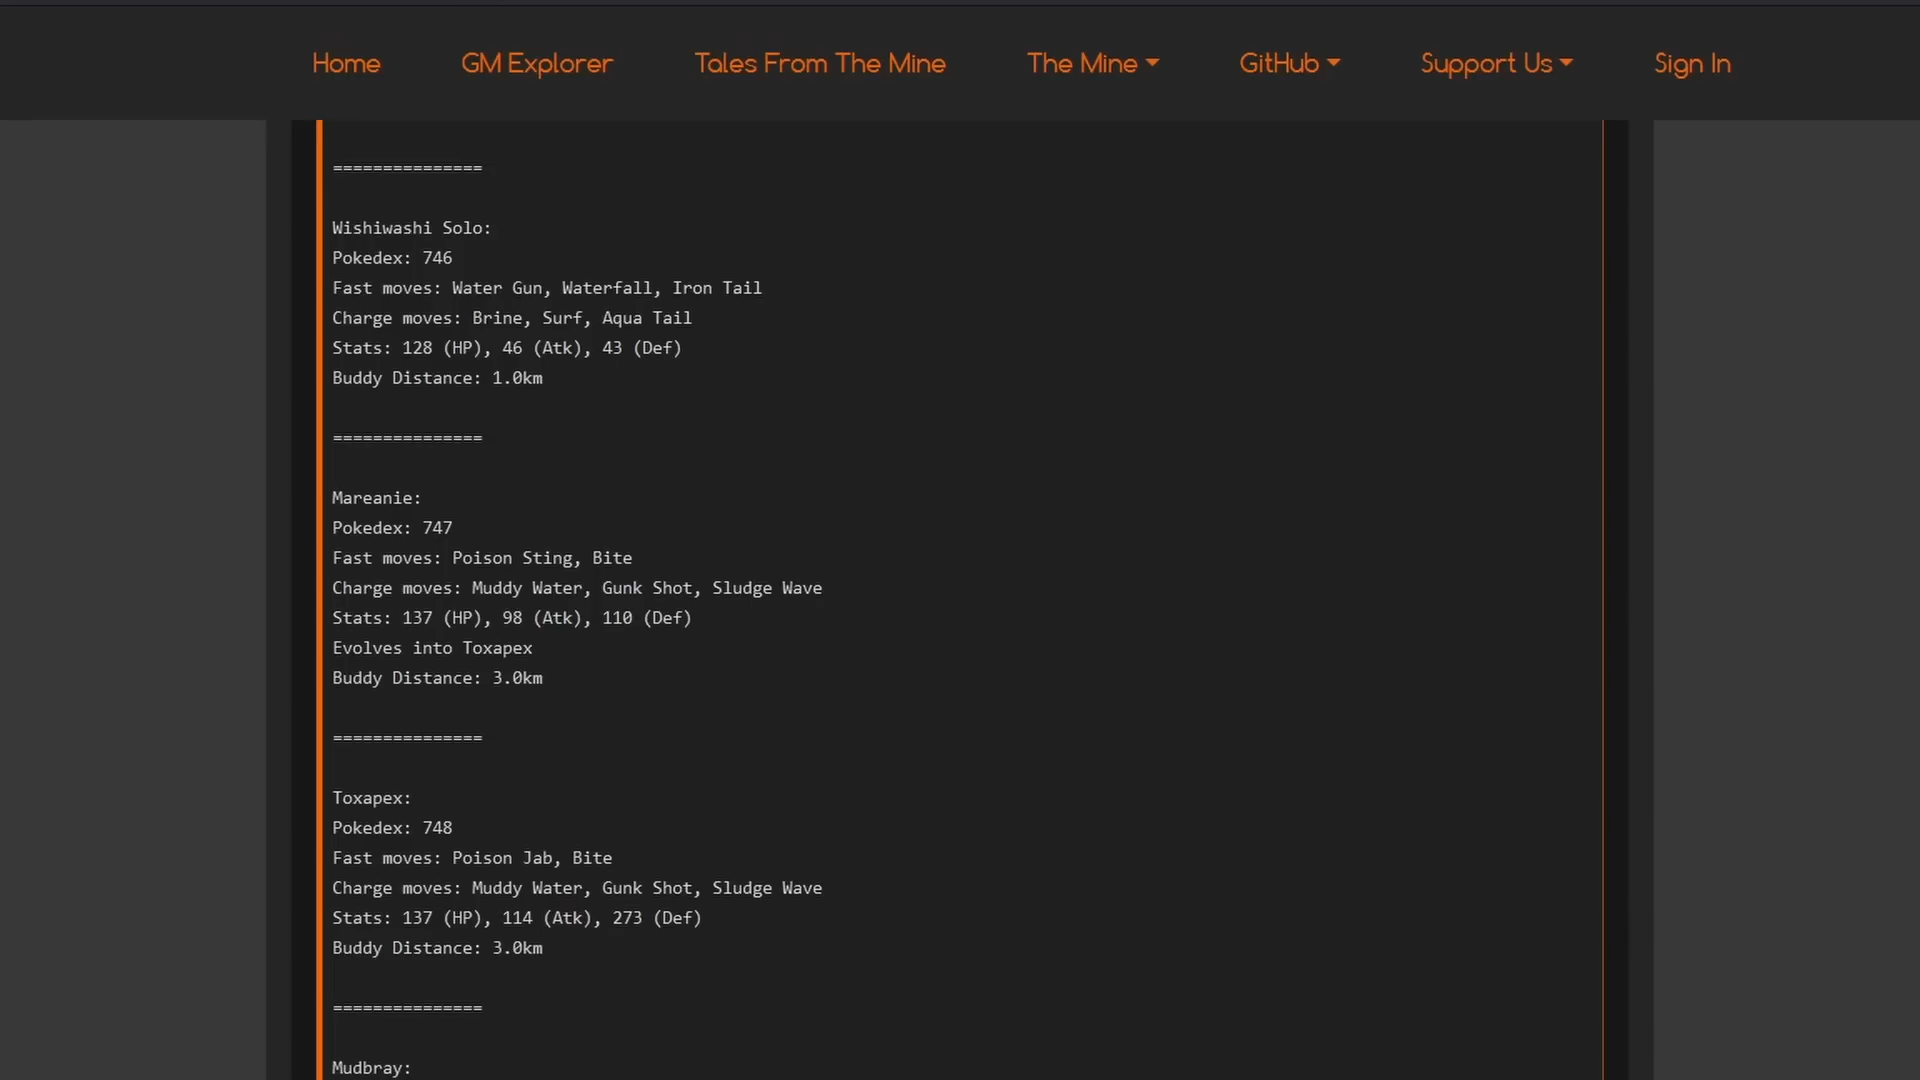 Home GM Explorer Tales From The Mine The Mine GitHub Support Us Sign In
===============
Wishiwashi Solo:
Pokedex: 746
Fast moves: Water Gun, Waterfall, Iron Tail
Charge moves: Brine, Surf, Aqua Tail
Stats: 128 (HP), 46 (Atk), 43 (Def)
Buddy Distance: 1.0km
===============
Mareanie:
Pokedex: 747
Fast moves: Poison Sting, Bite
Charge moves: Muddy Water, Gunk Shot, Sludge Wave
Stats: 137 (HP), 98 (Atk), 110 (Def)
Evolves into Toxapex
Buddy Distance: 3.0km
===============
Toxapex:
Pokedex: 748
Fast moves: Poison Jab, Bite
Charge moves: Muddy Water, Gunk Shot, Sludge Wave
Stats: 137 (HP), 114 (Atk), 273 (Def)
Buddy Distance: 3.0km
===============
Mudbray: